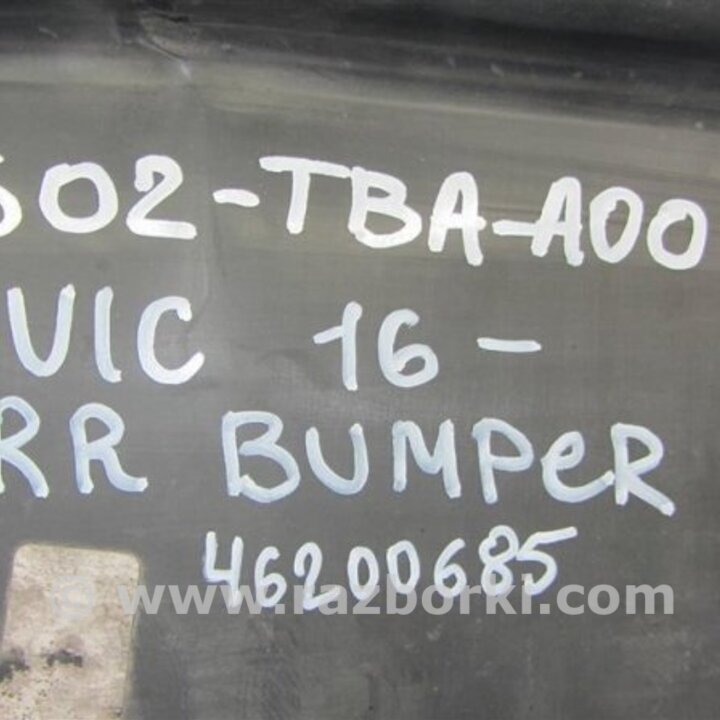 502-TBA-A00
VIC 16-
RR BUMPER
46200685
© www.razborki.com